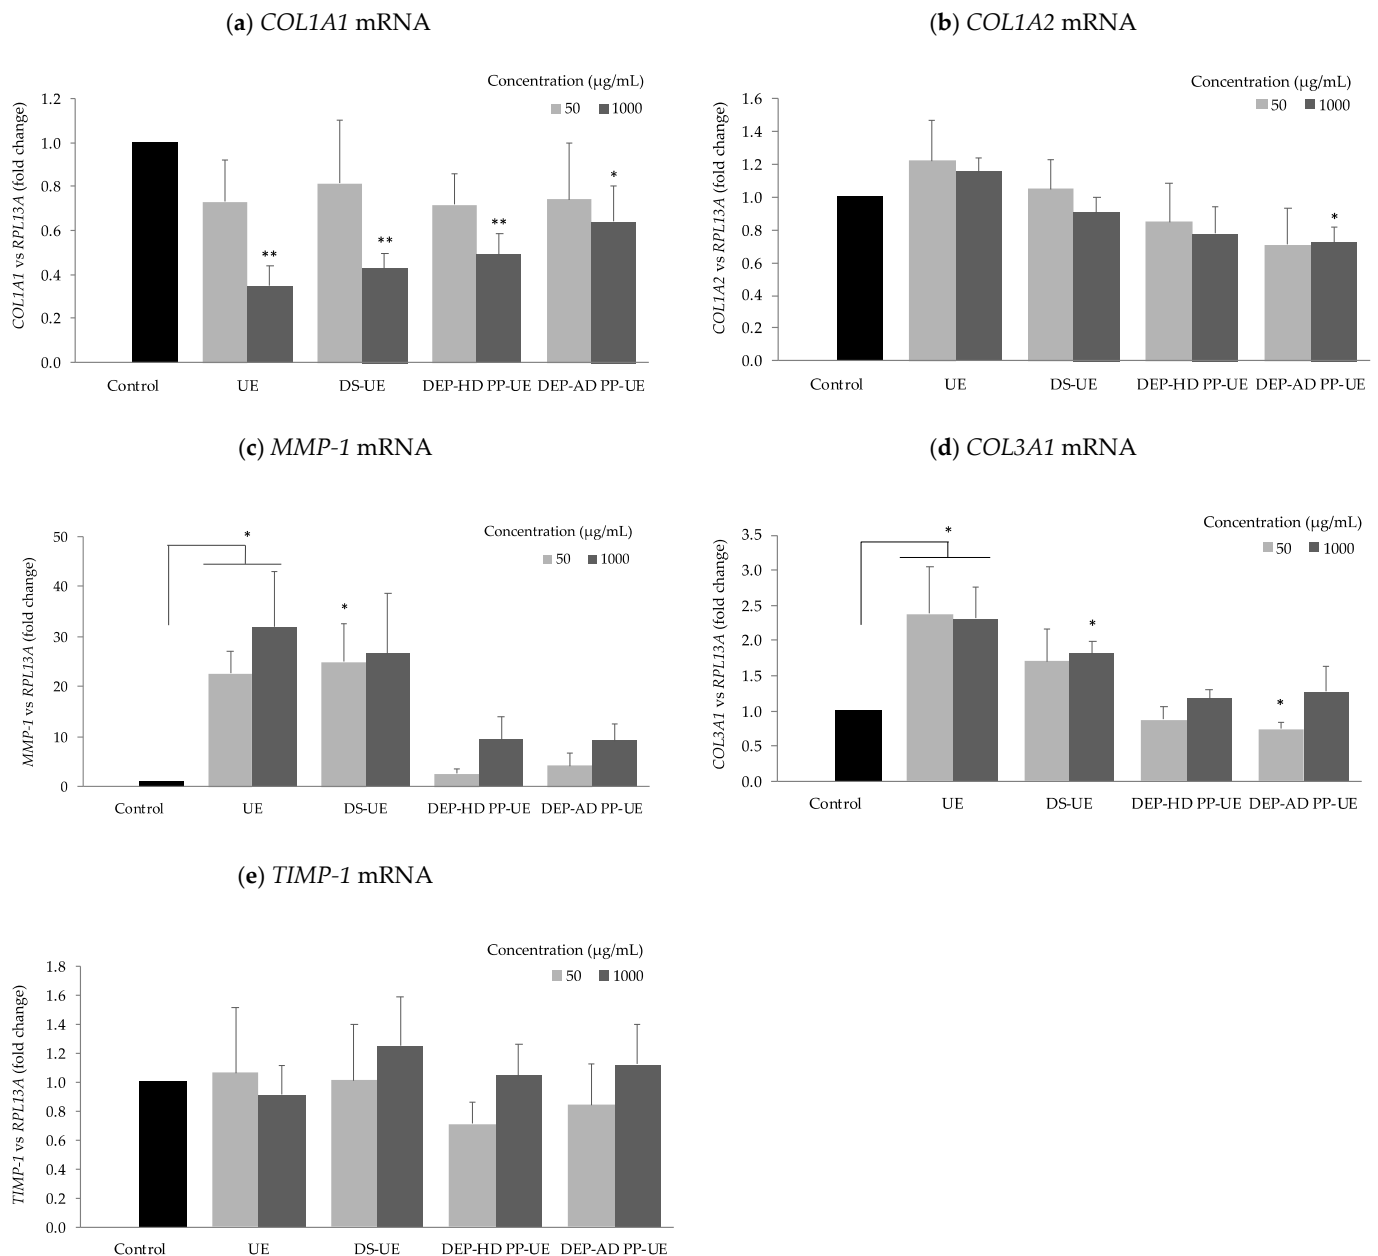 (a) COL1A1 mRNA
Concentration (µg/mL)
50 1000
COL1A1 vs RPL13A (fold change)
1.2
1.0
0.8
0.6
0.4
0.2
0.0
**
**
**
*
Control UE DS-UE DEP-HD PP-UE DEP-AD PP-UE
(b) COL1A2 mRNA
Concentration (µg/mL)
50 1000
COL1A2 vs RPL13A (fold change)
1.6
1.4
1.2
1.0
0.8
0.6
0.4
0.2
0.0
*
Control UE DS-UE DEP-HD PP-UE DEP-AD PP-UE
(c) MMP-1 mRNA
Concentration (µg/mL)
50 1000
MMP-1 vs RPL13A (fold change)
50
40
30
20
10
0
*
*
Control UE DS-UE DEP-HD PP-UE DEP-AD PP-UE
(d) COL3A1 mRNA
Concentration (µg/mL)
50 1000
COL3A1 vs RPL13A (fold change)
3.5
3.0
2.5
2.0
1.5
1.0
0.5
0.0
*
*
*
Control UE DS-UE DEP-HD PP-UE DEP-AD PP-UE
(e) TIMP-1 mRNA
Concentration (µg/mL)
50 1000
TIMP-1 vs RPL13A (fold change)
1.8
1.6
1.4
1.2
1.0
0.8
0.6
0.4
0.2
0.0
Control UE DS-UE DEP-HD PP-UE DEP-AD PP-UE